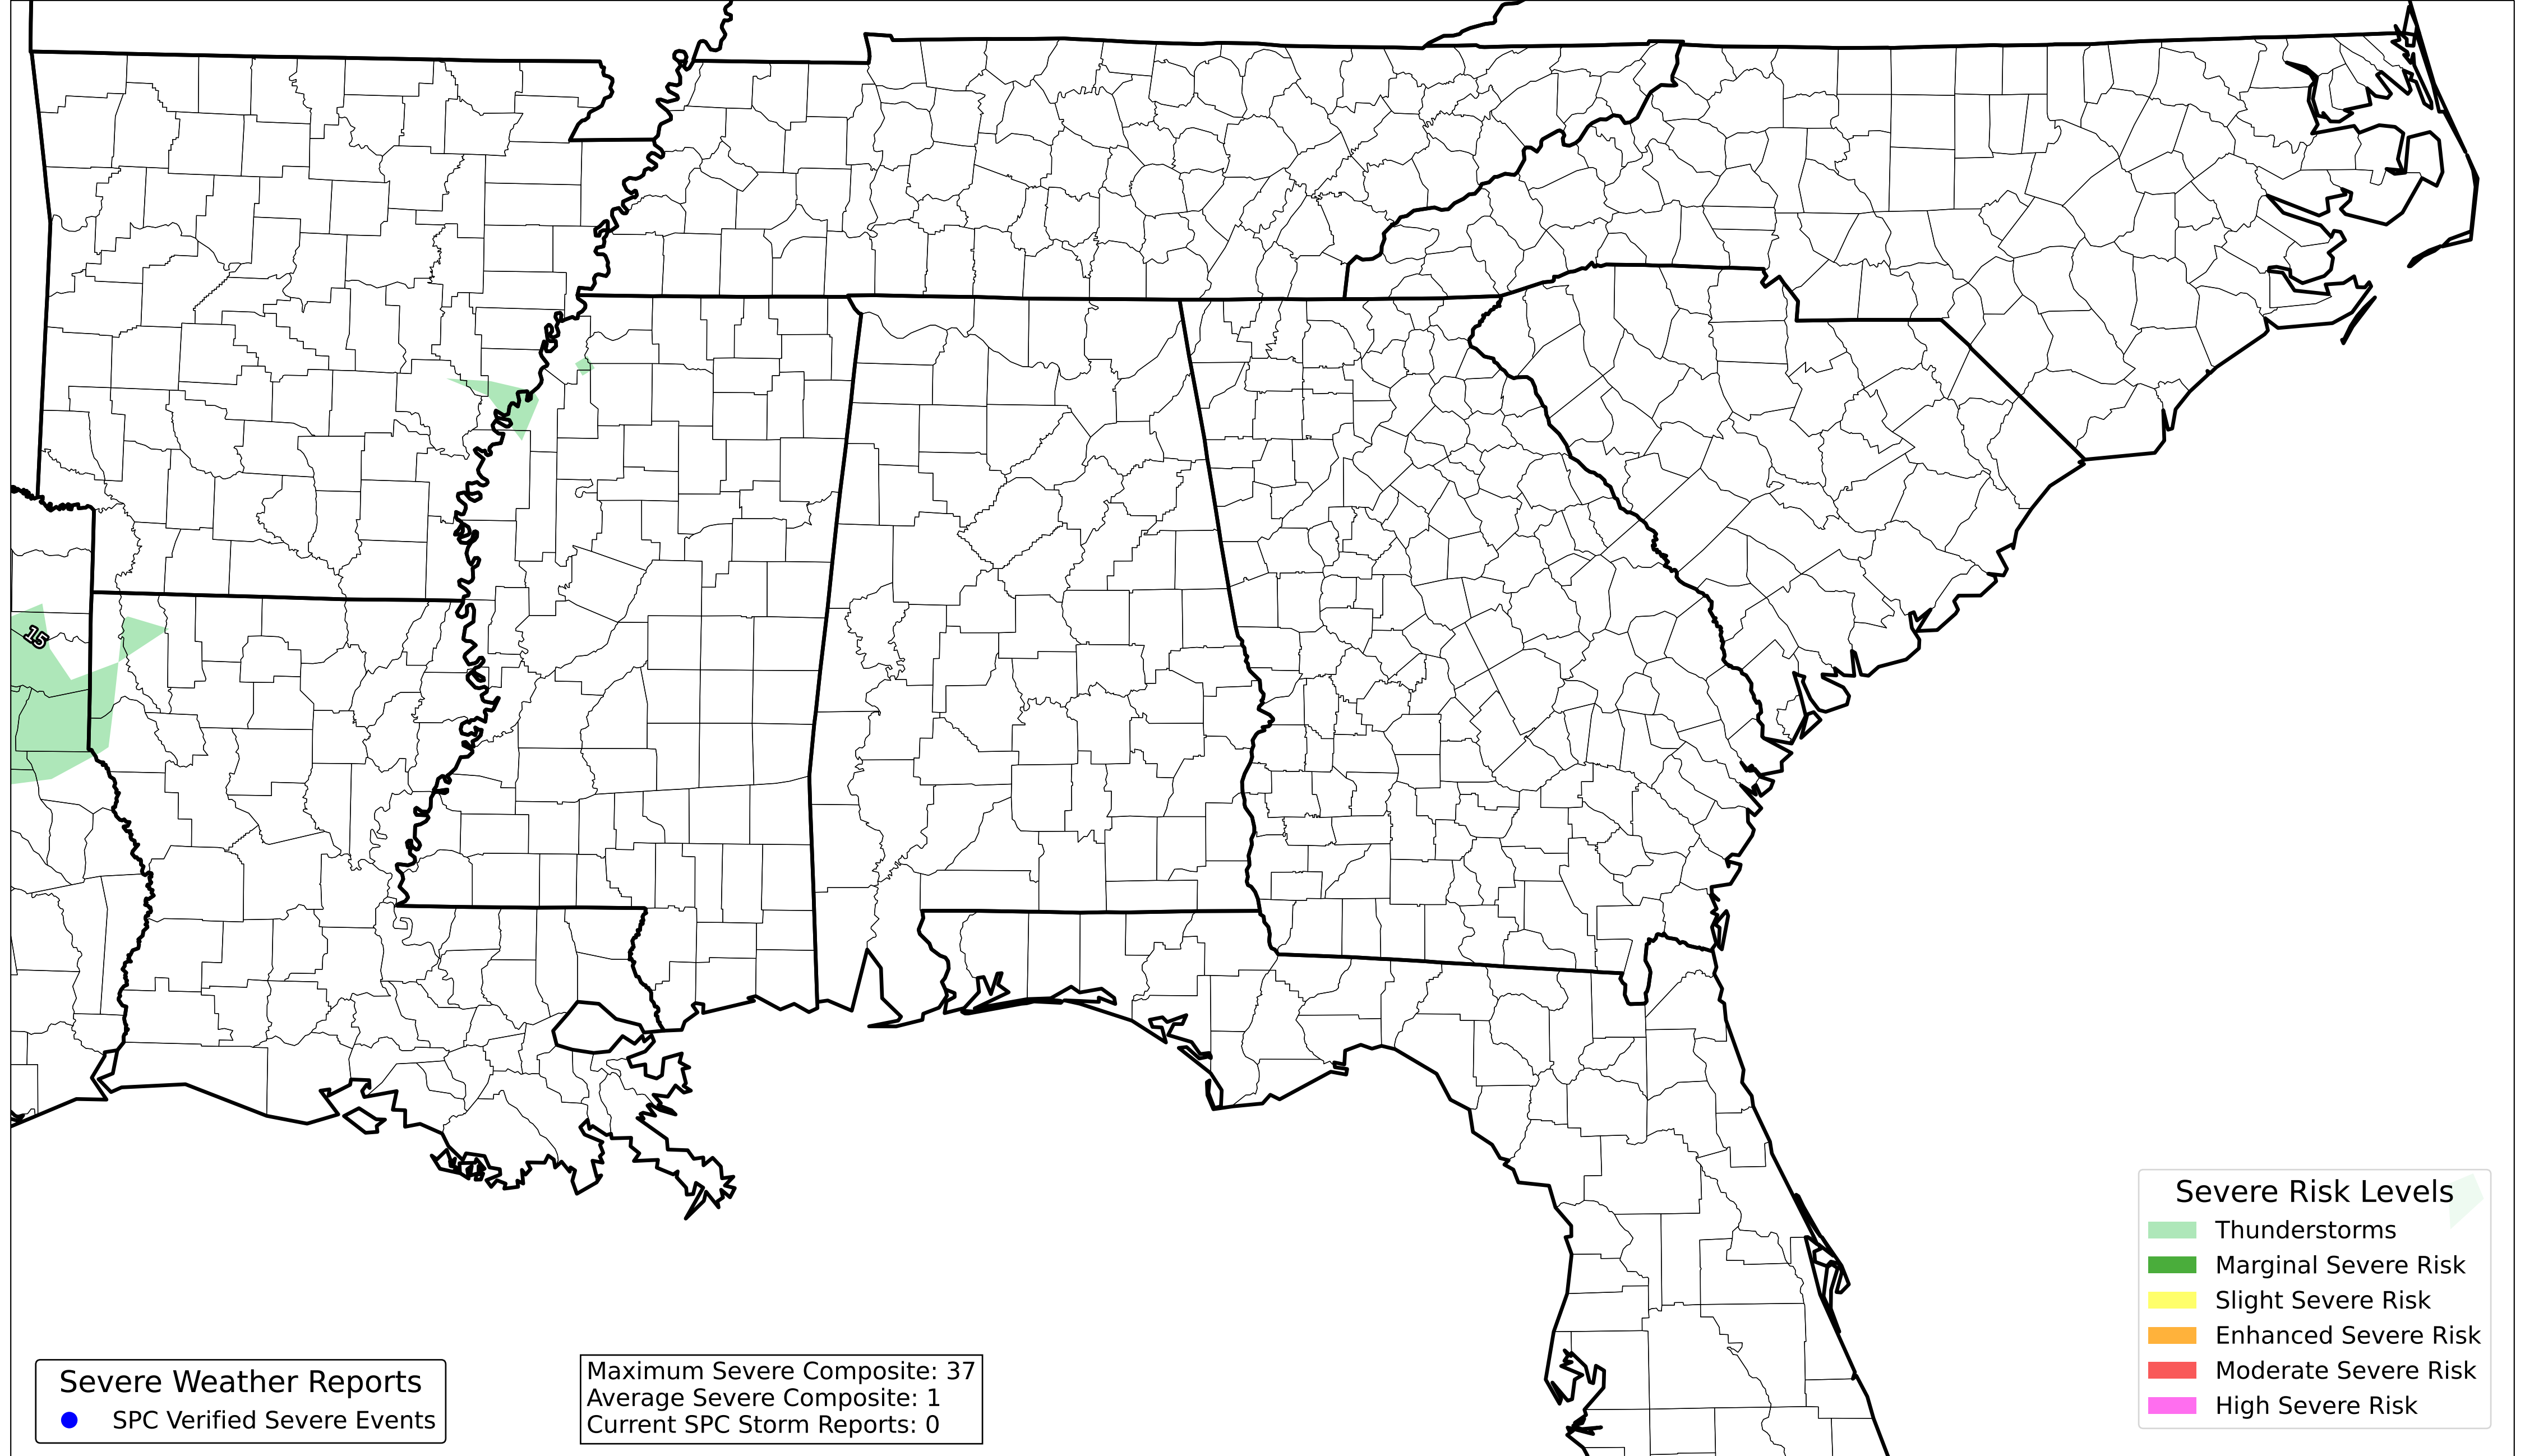 15
Severe Risk Levels
Thunderstorms
Marginal Severe Risk
Slight Severe Risk
Enhanced Severe Risk
Moderate Severe Risk
High Severe Risk
Severe Weather Reports
SPC Verified Severe Events
Maximum Severe Composite: 37
Average Severe Composite: 1
Current SPC Storm Reports: 0